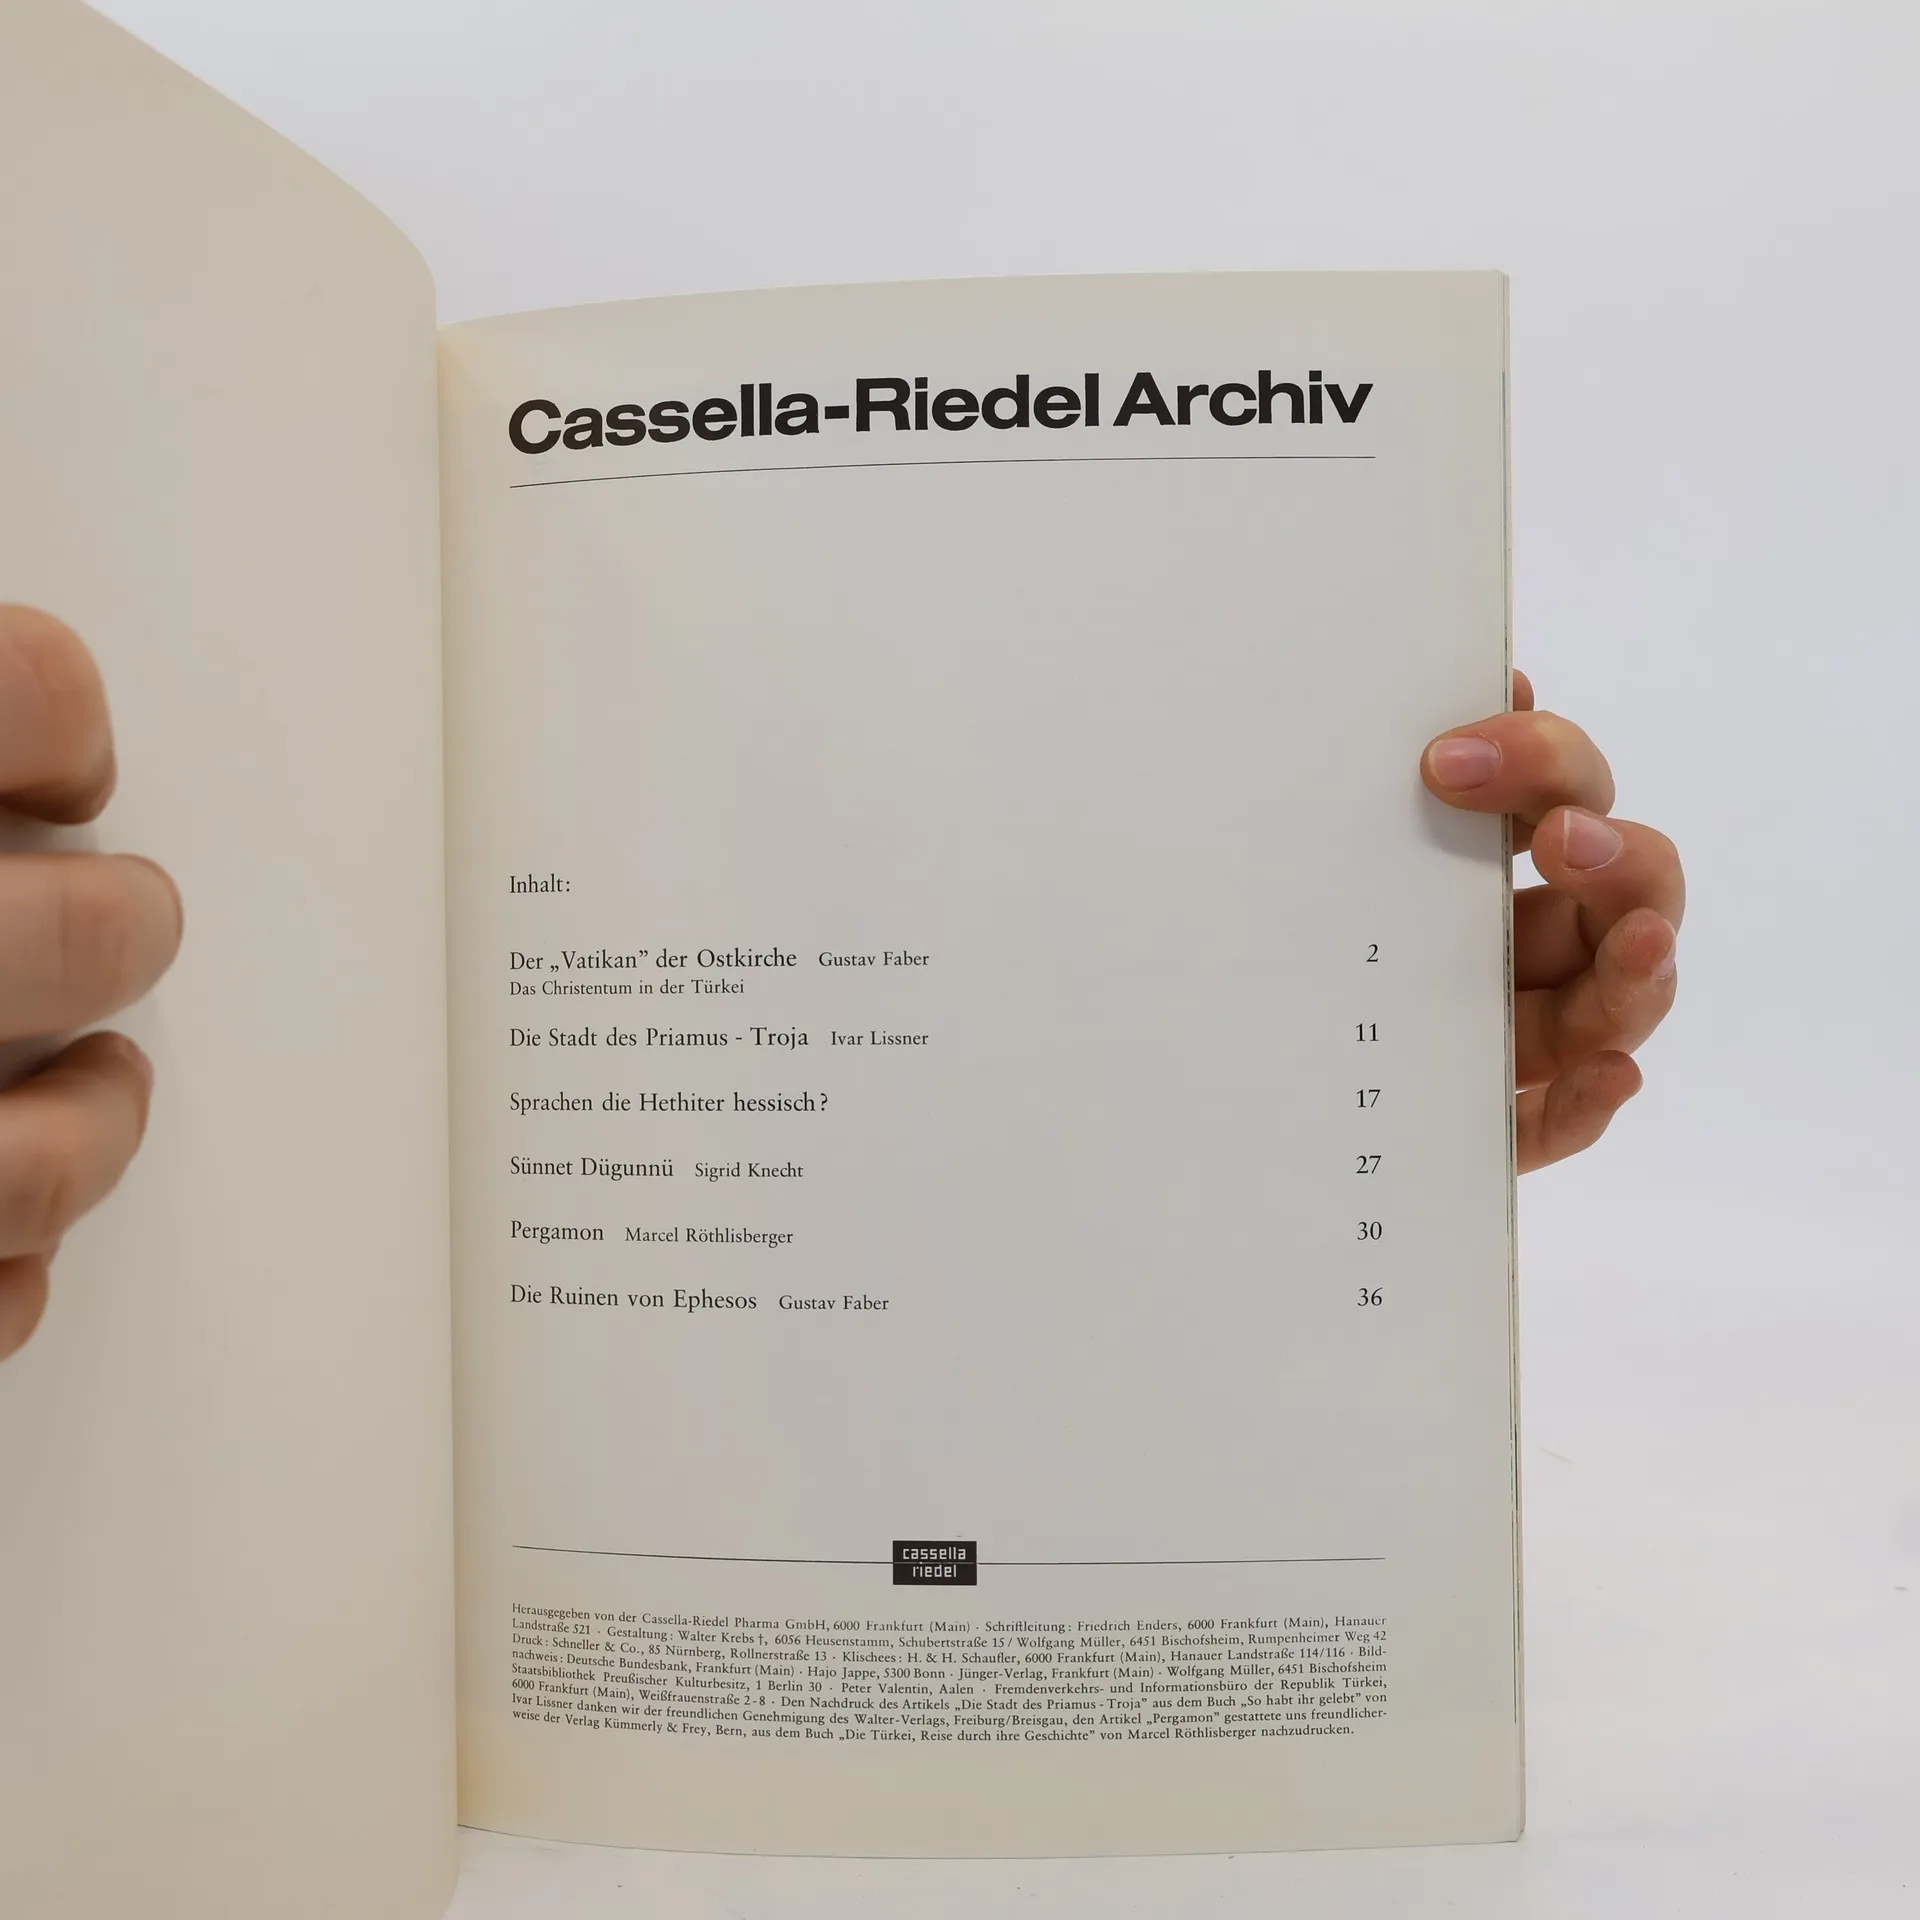 Cassella-Riedel Archiv
Inhalt:
Der „Vatikan” der Ostkirche Gustav Faber 2
Das Christentum in der Türkei
Die Stadt des Priamus - Troja Ivar Lissner 11
Sprachen die Hethiter hessisch? 17
Sünnet Dügunnü Sigrid Knecht 27
Pergamon Marcel Röthlisberger 30
Die Ruinen von Ephesos Gustav Faber 36
cassella
riedel
Herausgegeben von der Cassella-Riedel Pharma GmbH, 6000 Frankfurt (Main) · Schriftleitung: Friedrich Enders, 6000 Frankfurt (Main), Hanauer
Landstraße 521 · Gestaltung: Walter Krebs †, 6056 Heusenstamm, Schubertstraße 15 / Wolfgang Müller, 6451 Bischofsheim, Rumpenheimer Weg 42
Druck: Schneller & Co., 85 Nürnberg, Rollnerstraße 13 · Klischees: H. & H. Schaufler, 6000 Frankfurt (Main), Hanauer Landstraße 114/116 · Bild-
nachweis: Deutsche Bundesbank, Frankfurt (Main) · Hajo Jappe, 5300 Bonn · Jünger-Verlag, Frankfurt (Main) · Wolfgang Müller, 6451 Bischofsheim
Staatsbibliothek Preußischer Kulturbesitz, 1 Berlin 30 · Peter Valentin, Aalen · Fremdenverkehrs- und Informationsbüro der Republik Türkei,
6000 Frankfurt (Main), Weißfrauenstraße 2-8 · Den Nachdruck des Artikels „Die Stadt des Priamus - Troja” aus dem Buch „So habt ihr gelebt” von
Ivar Lissner danken wir der freundlichen Genehmigung des Walter-Verlags, Freiburg/Breisgau, den Artikel „Pergamon” gestattete uns freundlicher-
weise der Verlag Kümmerly & Frey, Bern, aus dem Buch „Die Türkei, Reise durch ihre Geschichte” von Marcel Röthlisberger nachzudrucken.